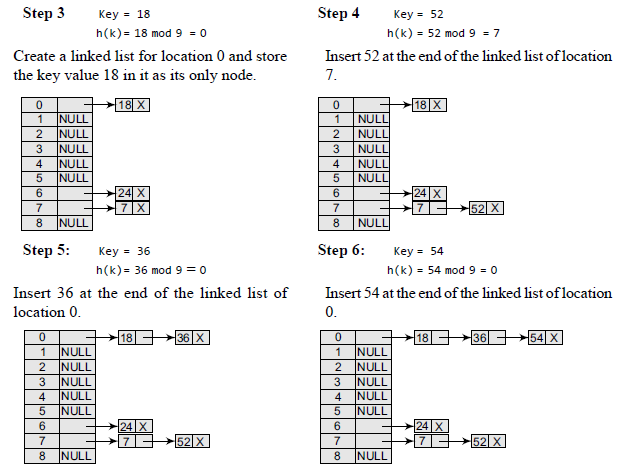 Step 3 Key = 18
h(k)= 18 mod 9 = 0
Create a linked list for location 0 and store
the key value 18 in it as its only node.
0 18 X
1 NULL
2 NULL
3 NULL
4 NULL
5 NULL
6 24 X
7 7 X
8 NULL
Step 4 Key = 52
h(k) = 52 mod 9 = 7
Insert 52 at the end of the linked list of location
7.
0 18 X
1 NULL
2 NULL
3 NULL
4 NULL
5 NULL
6 24 X
7 7 52 X
8 NULL
Step 5: Key = 36
h(k)= 36 mod 9 = 0
Insert 36 at the end of the linked list of
location 0.
0 18 36 X
1 NULL
2 NULL
3 NULL
4 NULL
5 NULL
6 24 X
7 7 52 X
8 NULL
Step 6: Key = 54
h(k) = 54 mod 9 = 0
Insert 54 at the end of the linked list of location
0.
0 18 36 54 X
1 NULL
2 NULL
3 NULL
4 NULL
5 NULL
6 24 X
7 7 52 X
8 NULL